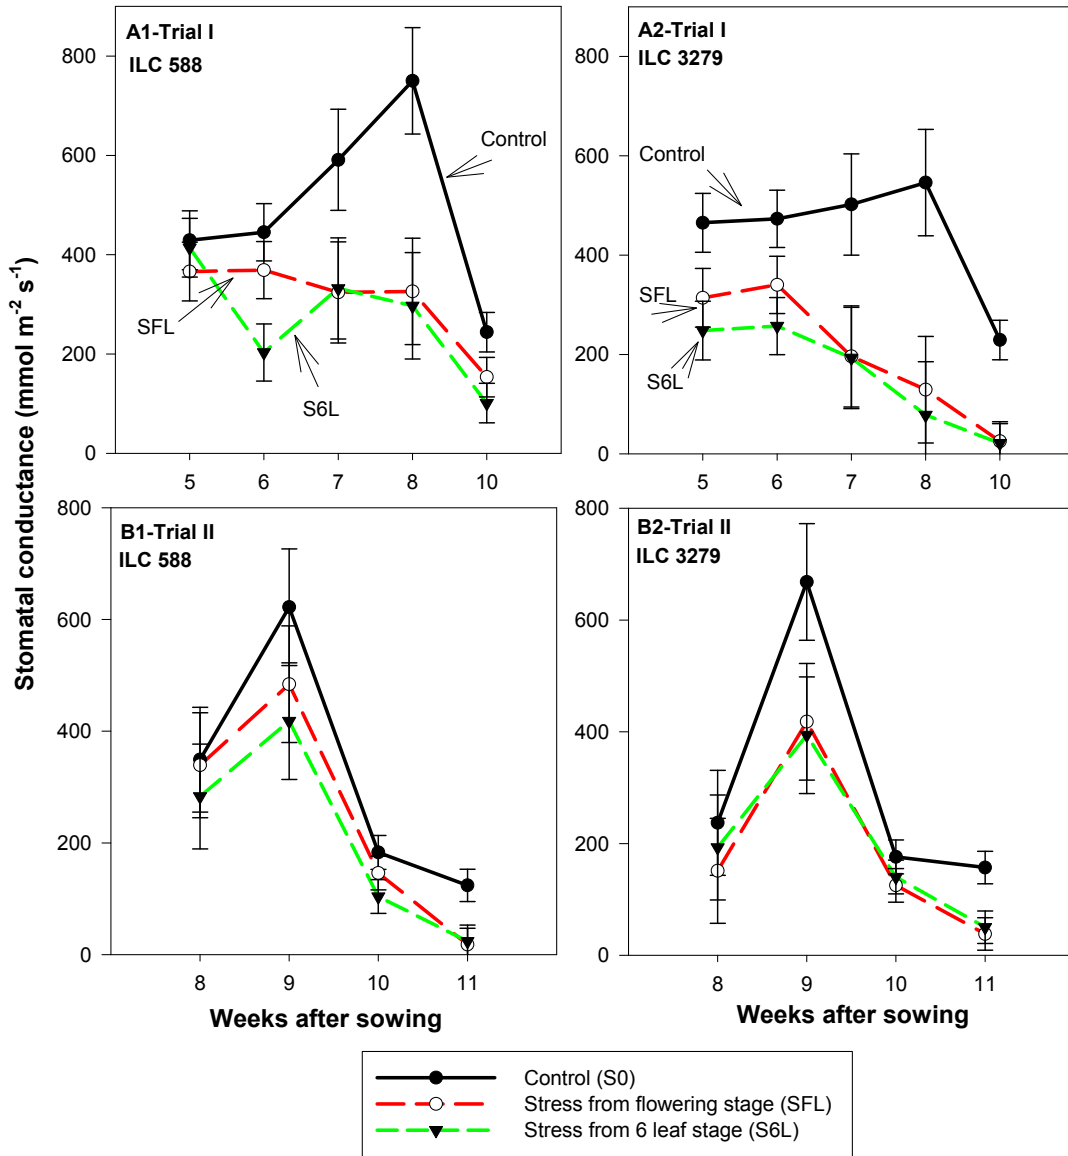 A1-Trial I
ILC 588
800
600
400
200
0
5 6 7 8 10
Control
SFL
S6L
A2-Trial I
ILC 3279
800
600
400
200
0
5 6 7 8 10
Control
SFL
S6L
Stomatal conductance (mmol m⁻² s⁻¹)
B1-Trial II
ILC 588
800
600
400
200
0
8 9 10 11
Weeks after sowing
B2-Trial II
ILC 3279
800
600
400
200
0
8 9 10 11
Weeks after sowing
Control (S0)
Stress from flowering stage (SFL)
Stress from 6 leaf stage (S6L)